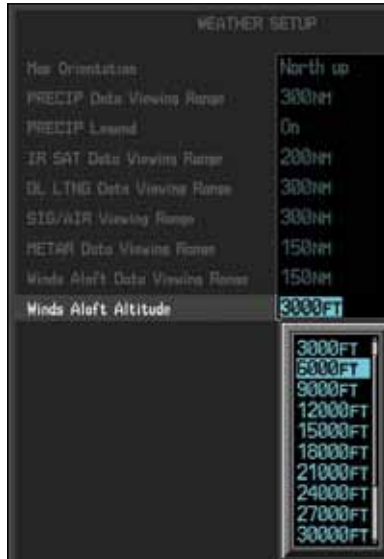 WEATHER SETUP
Map Orientation North up
PRECIP Data Viewing Range 300NM
PRECIP Legend On
IR SAT Data Viewing Range 200NM
DL LTNG Data Viewing Range 300NM
SIG/AIR Viewing Range 300NM
METAR Data Viewing Range 150NM
Winds Aloft Data Viewing Range 150NM
Winds Aloft Altitude 3000FT
3000FT
6000FT
9000FT
12000FT
15000FT
18000FT
21000FT
24000FT
27000FT
30000FT